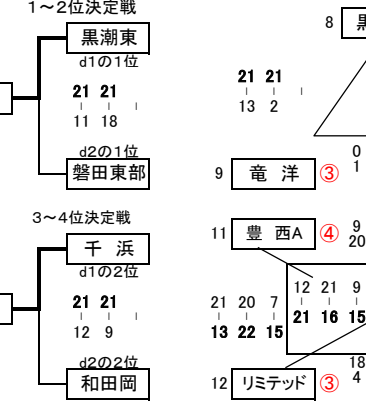 1～2位決定戦
黒潮東
d1の1位
21 21
11 18
d2の1位
磐田東部
3～4位決定戦
千 浜
d1の2位
21 21
12 9
d2の2位
和田岡
8
21 21
13 2
0
1
9 竜 洋 ③
11 豊 西A ④ 9
20
12 21 9
21 16 15
21 20 7
13 22 15
18
4
12 リミテッド ③